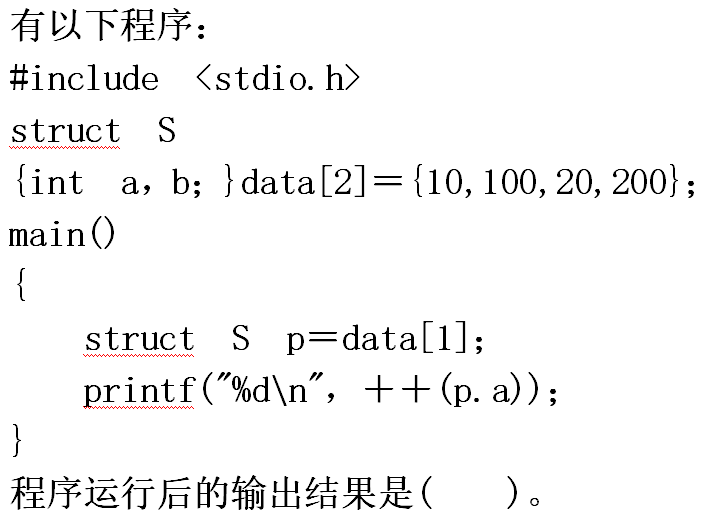 有以下程序：
#include <stdio.h>
struct S
{int a，b；}data[2]＝{10,100,20,200}；
main()
{
struct S p＝data[1]；
printf("%d\n"，＋＋(p.a))；
}
程序运行后的输出结果是( )。